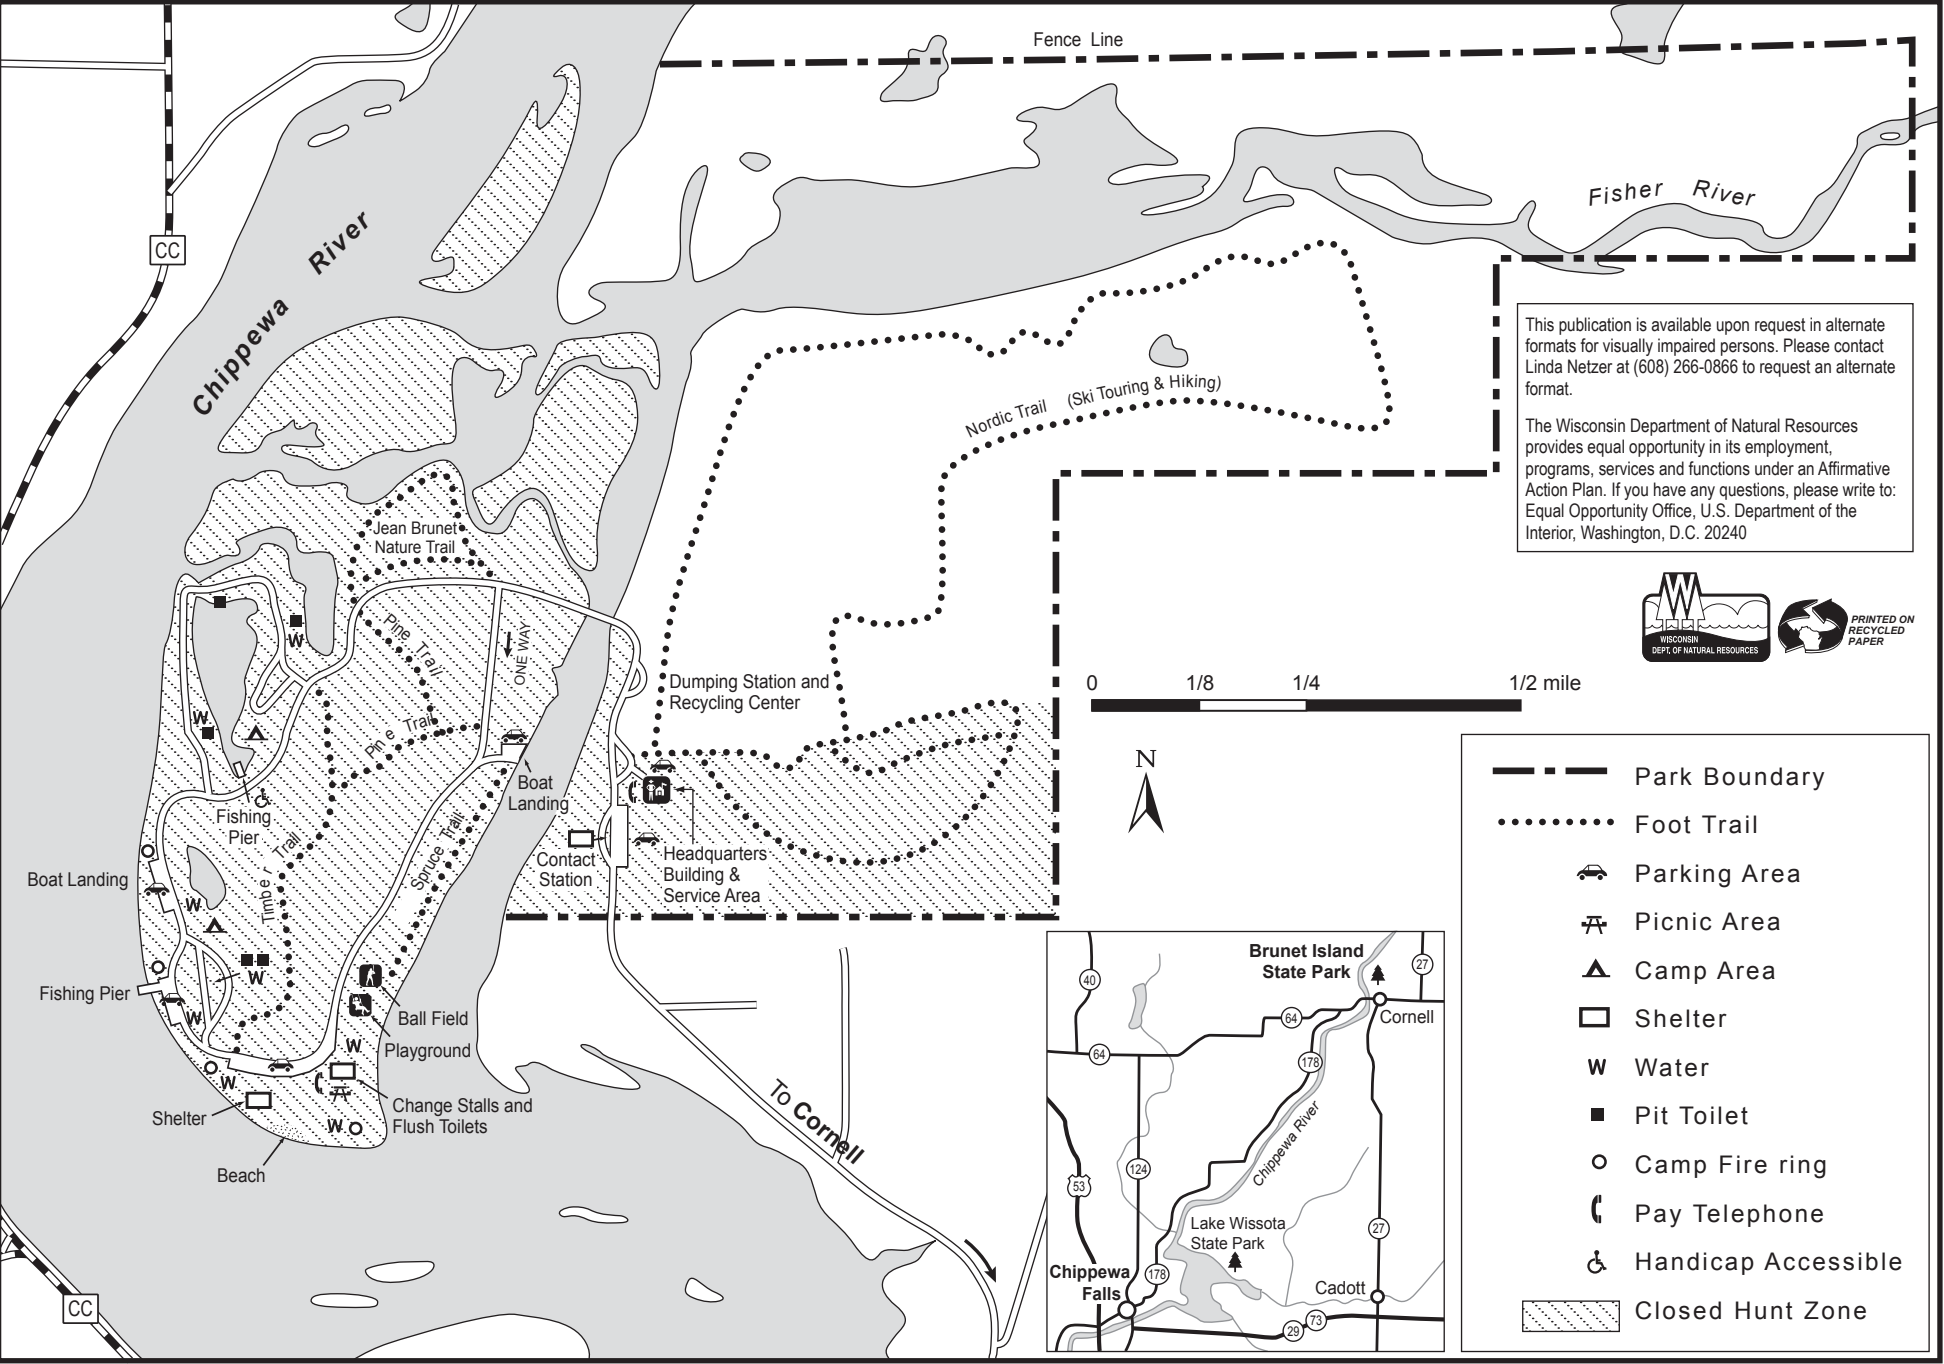 Fence Line
Fisher River
CC
Chippewa River
This publication is available upon request in alternate
formats for visually impaired persons. Please contact
Linda Netzer at (608) 266-0866 to request an alternate
format.
The Wisconsin Department of Natural Resources
provides equal opportunity in its employment,
programs, services and functions under an Affirmative
Action Plan. If you have any questions, please write to:
Equal Opportunity Office, U.S. Department of the
Interior, Washington, D.C. 20240
Nordic Trail (Ski Touring & Hiking)
Jean Brunet
Nature Trail
W
WISCONSIN
DEPT. OF NATURAL RESOURCES
PRINTED ON
RECYCLED
PAPER
Pine Trail
ONE WAY
W
Dumping Station and
Recycling Center
0 1/8 1/4 1/2 mile
W
Pine Trail
N
Boat
Landing
Fishing
Pier
Timber Trail
Spruce Trail
Contact
Station
Headquarters
Building &
Service Area
Boat Landing
W
W
Fishing Pier
W
Ball Field
Playground
W
W
Shelter
Change Stalls and
Flush Toilets
W
Beach
To Cornell
CC
Brunet Island
State Park
27
40
64
Cornell
64
178
Chippewa River
124
53
27
Lake Wissota
State Park
Chippewa
Falls
178
Cadott
29
73
Park Boundary
Foot Trail
Parking Area
Picnic Area
Camp Area
Shelter
W Water
Pit Toilet
Camp Fire ring
Pay Telephone
Handicap Accessible
Closed Hunt Zone